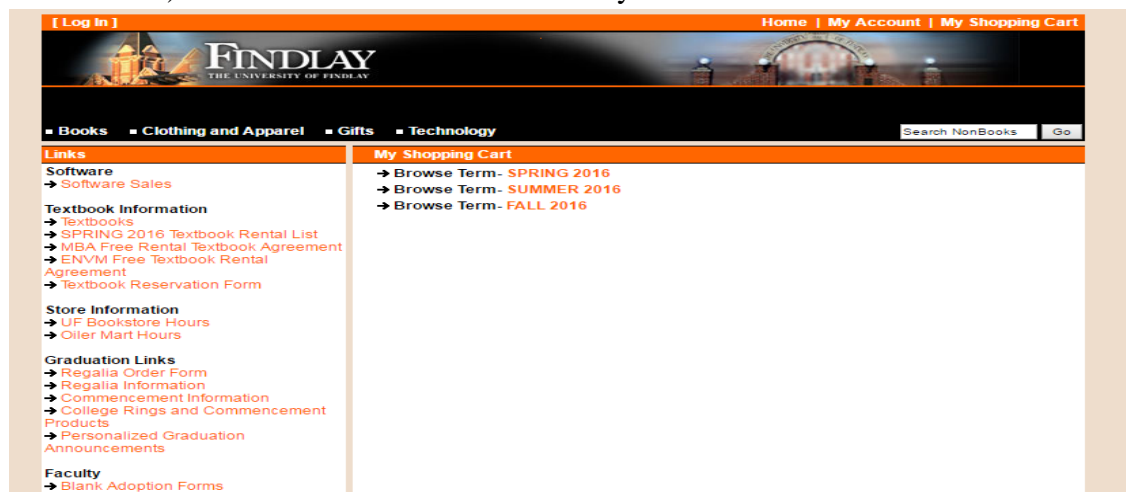 [ Log In ]
Home | My Account | My Shopping Cart
FINDLAY
THE UNIVERSITY OF FINDLAY
Books Clothing and Apparel Gifts Technology
Search NonBooks Go
Links
Software
Software Sales
Textbook Information
Textbooks
SPRING 2016 Textbook Rental List
MBA Free Rental Textbook Agreement
ENVM Free Textbook Rental
Agreement
Textbook Reservation Form
Store Information
UF Bookstore Hours
Oiler Mart Hours
Graduation Links
Regalia Order Form
Regalia Information
Commencement Information
College Rings and Commencement
Products
Personalized Graduation
Announcements
Faculty
Blank Adoption Forms
My Shopping Cart
Browse Term- SPRING 2016
Browse Term- SUMMER 2016
Browse Term- FALL 2016